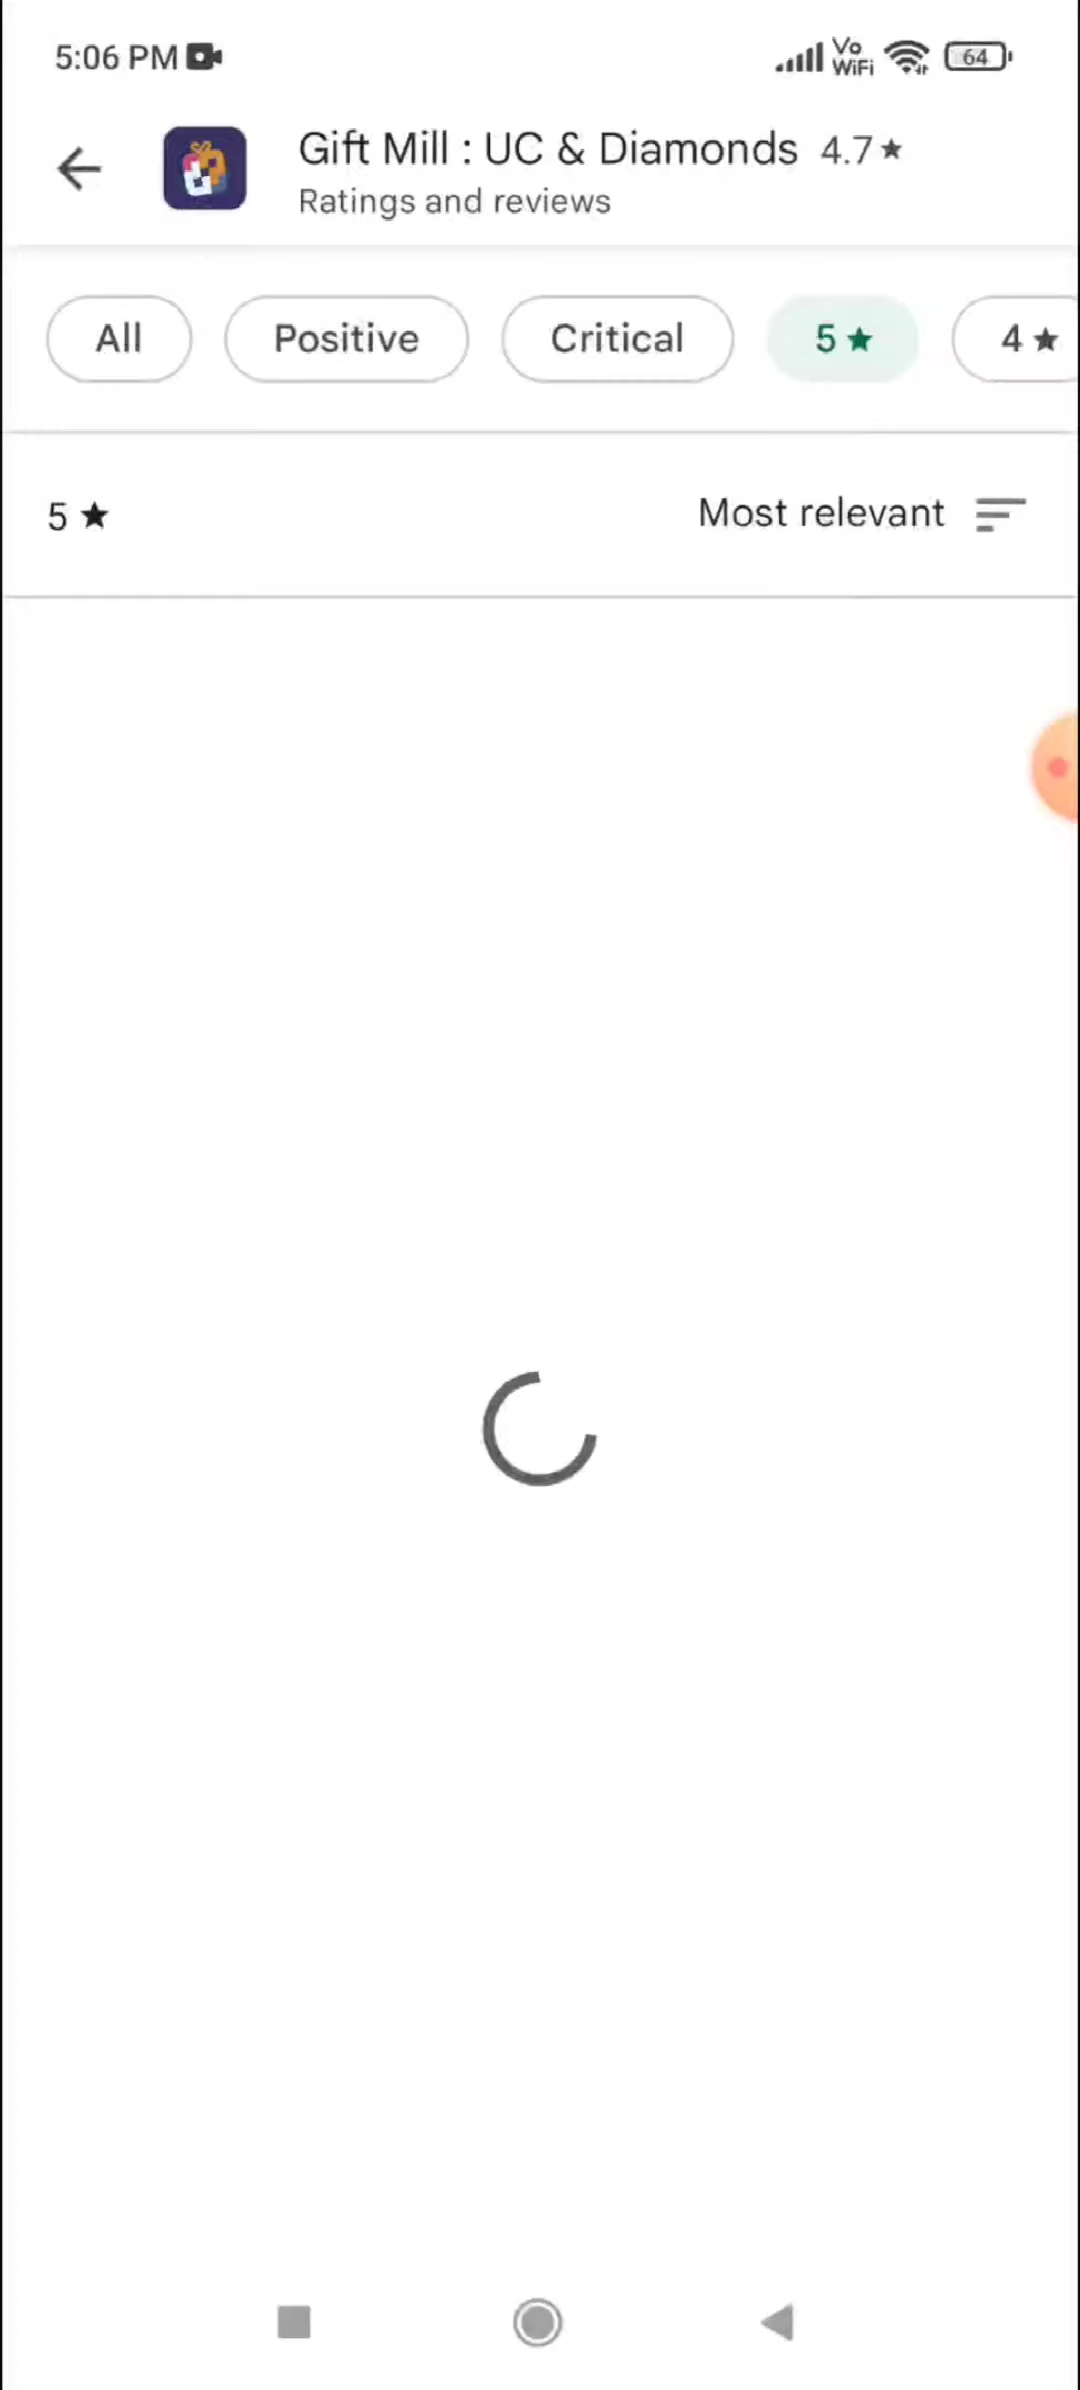 5:06 PM
Vo
WiFi
64
Gift Mill : UC & Diamonds 4.7★
Ratings and reviews
All
Positive
Critical
5 ★
4 ★
5 ★
Most relevant